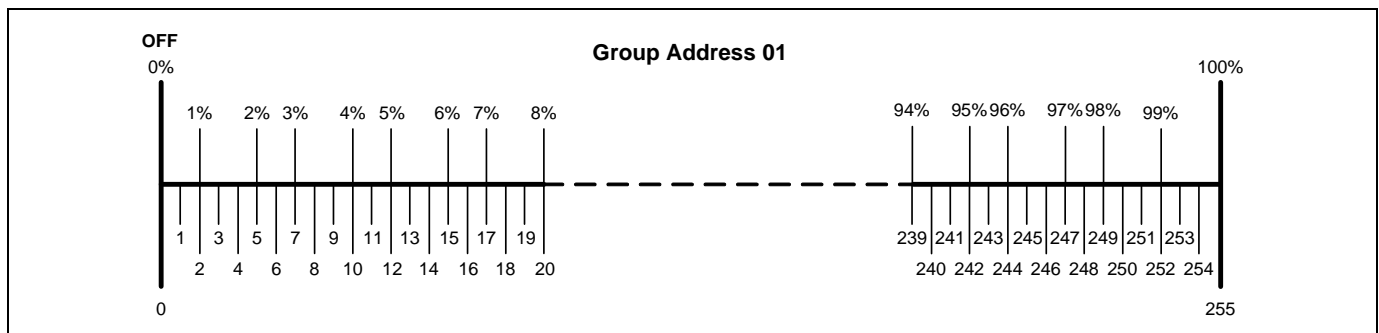 OFF
Group Address 01
0% 100%
1% 2% 3% 4% 5% 6% 7% 8% 94% 95% 96% 97% 98% 99%
1 3 5 7 9 11 13 15 17 19 239 241 243 245 247 249 251 253
2 4 6 8 10 12 14 16 18 20 240 242 244 246 248 250 252 254
0 255